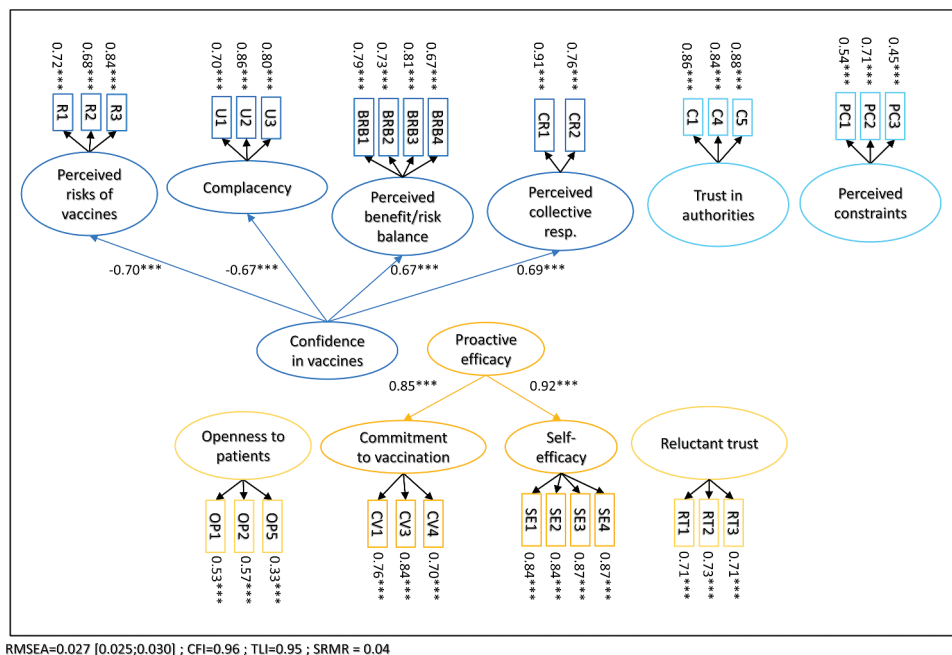 0.72***
0.68***
0.84***
0.70***
0.86***
0.80***
0.79***
0.73***
0.81***
0.67***
0.91***
0.76***
0.86***
0.84***
0.88***
0.54***
0.71***
0.45***
R1
R2
R3
U1
U2
U3
BRB1
BRB2
BRB3
BRB4
CR1
CR2
C1
C4
C5
PC1
PC2
PC3
Perceived
risks of
vaccines
Complacency
Perceived
benefit/risk
balance
Perceived
collective
resp.
Trust in
authorities
Perceived
constraints
-0.70***
-0.67***
0.67***
0.69***
Confidence
in vaccines
Proactive
efficacy
0.85***
0.92***
Openness to
patients
Commitment
to vaccination
Self-
efficacy
Reluctant trust
OP1
OP2
OP5
CV1
CV3
CV4
SE1
SE2
SE3
SE4
RT1
RT2
RT3
0.53***
0.57***
0.33***
0.76***
0.84***
0.70***
0.84***
0.84***
0.87***
0.87***
0.71***
0.73***
0.71***
RMSEA=0.027 [0.025;0.030] ; CFI=0.96 ; TLI=0.95 ; SRMR = 0.04